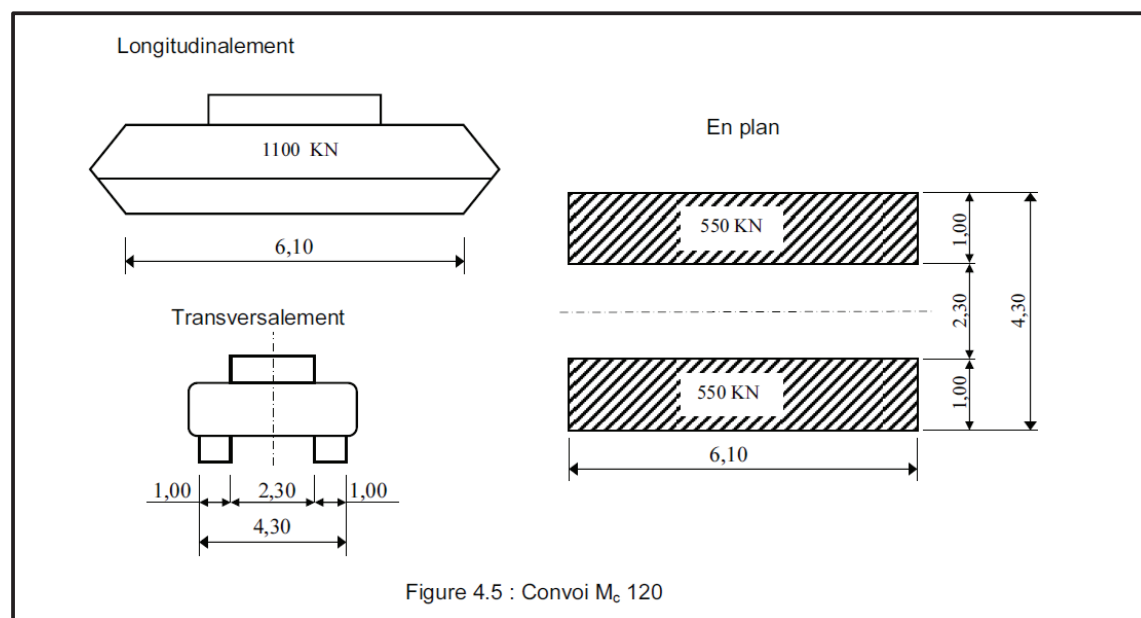 Longitudinalement
1100 KN
6,10
Transversalement
1,00 2,30 1,00
4,30
En plan
550 KN
1,00
2,30
4,30
550 KN
1,00
6,10
Figure 4.5 : Convoi Mc 120